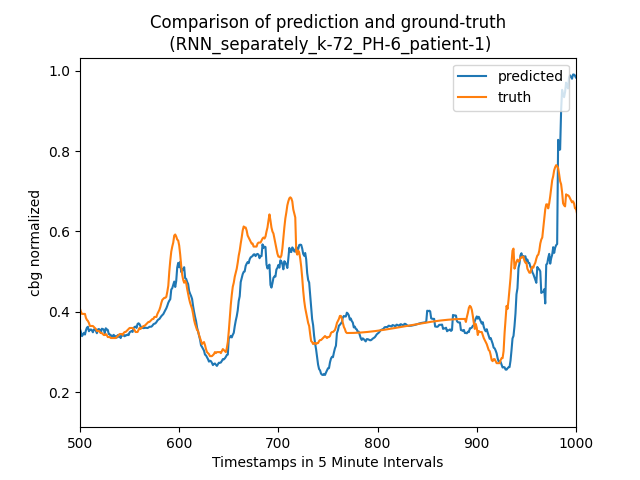 Comparison of prediction and ground-truth
(RNN_separately_k-72_PH-6_patient-1)
predicted
truth
cbg normalized
1.0
0.8
0.6
0.4
0.2
500
600
700
800
900
1000
Timestamps in 5 Minute Intervals